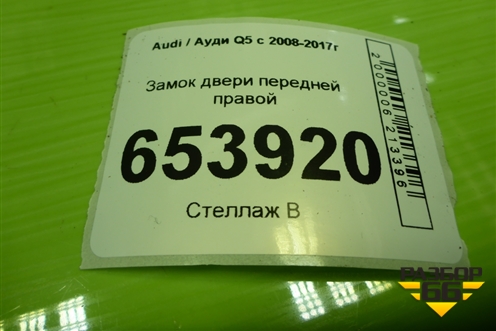 Audi / Ауди Q5 с 2008-2017г
Замок двери передней
правой
653920
Стеллаж В
2000006213396
РАЗБОР
66